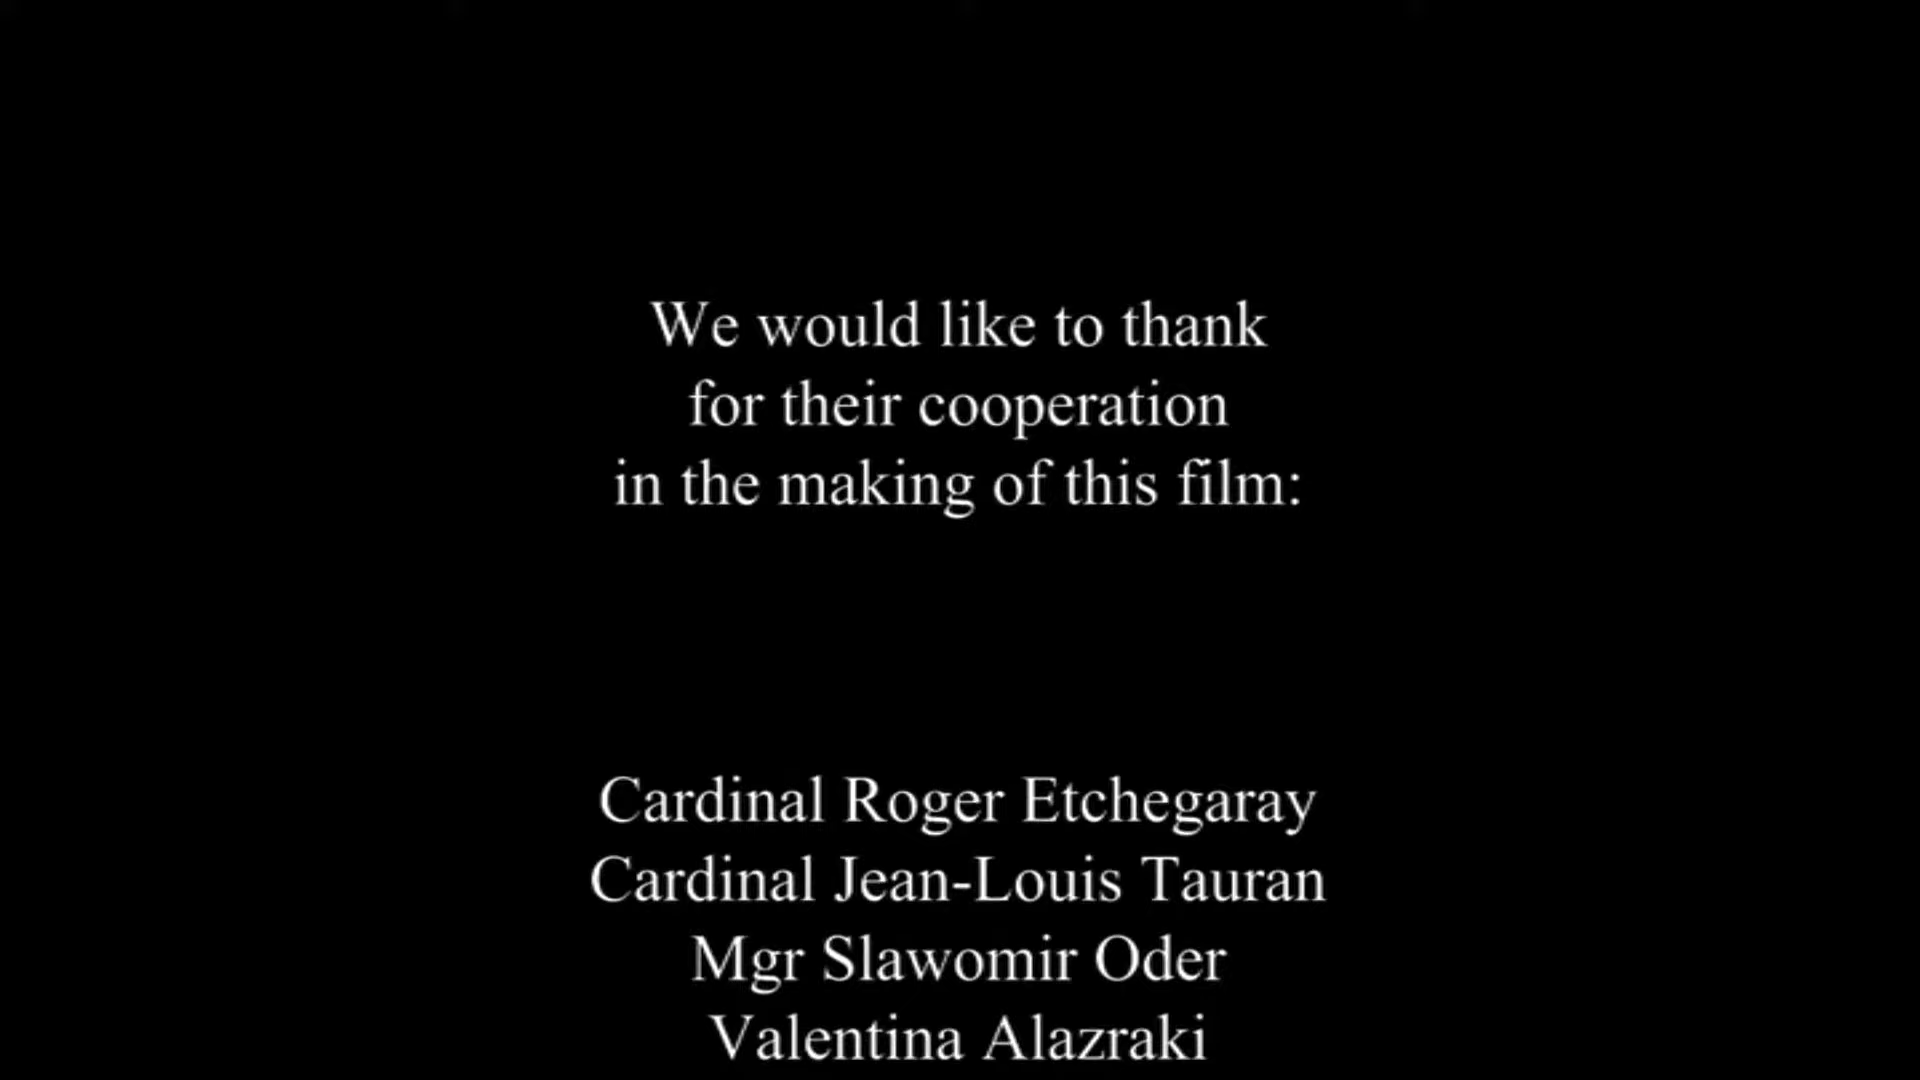 We would like to thank
for their cooperation
in the making of this film:
Cardinal Roger Etchegaray
Cardinal Jean-Louis Tauran
Mgr Slawomir Oder
Valentina Alazraki